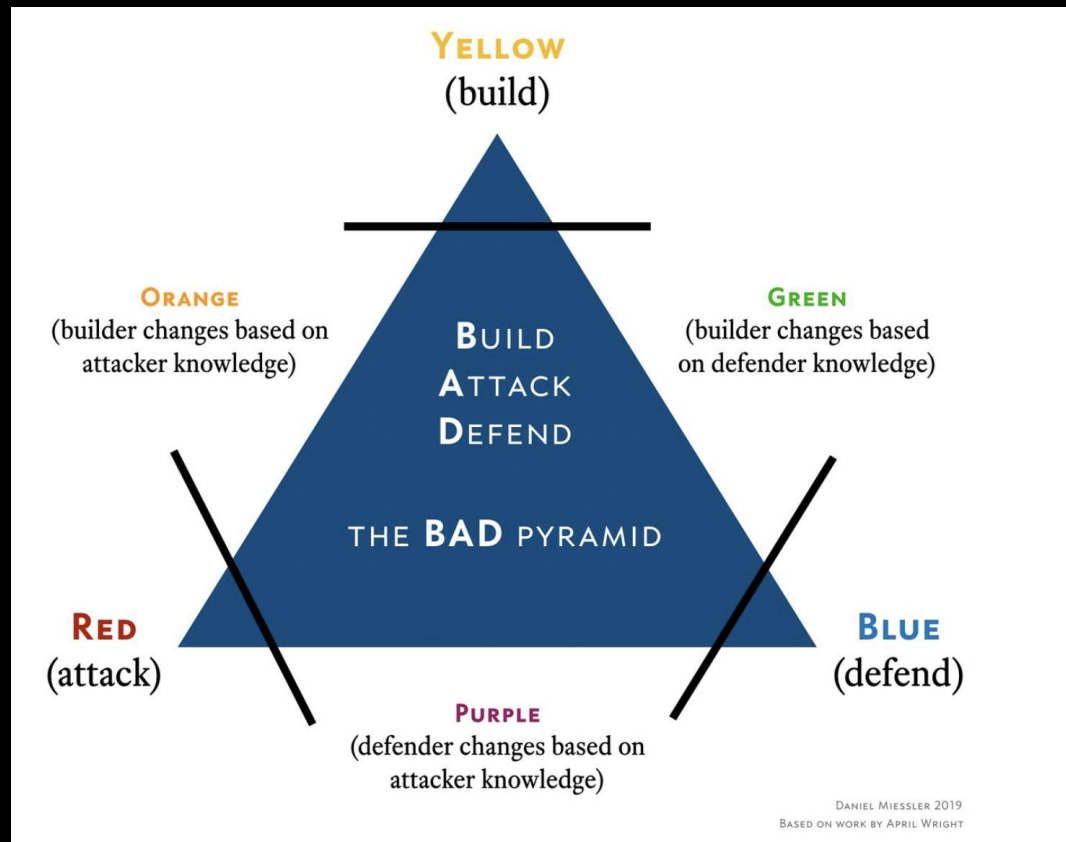 YELLOW
(build)
ORANGE
(builder changes based on
attacker knowledge)
GREEN
(builder changes based
on defender knowledge)
BUILD
ATTACK
DEFEND
THE BAD PYRAMID
RED
(attack)
BLUE
(defend)
PURPLE
(defender changes based on
attacker knowledge)
DANIEL MIESSLER 2019
BASED ON WORK BY APRIL WRIGHT